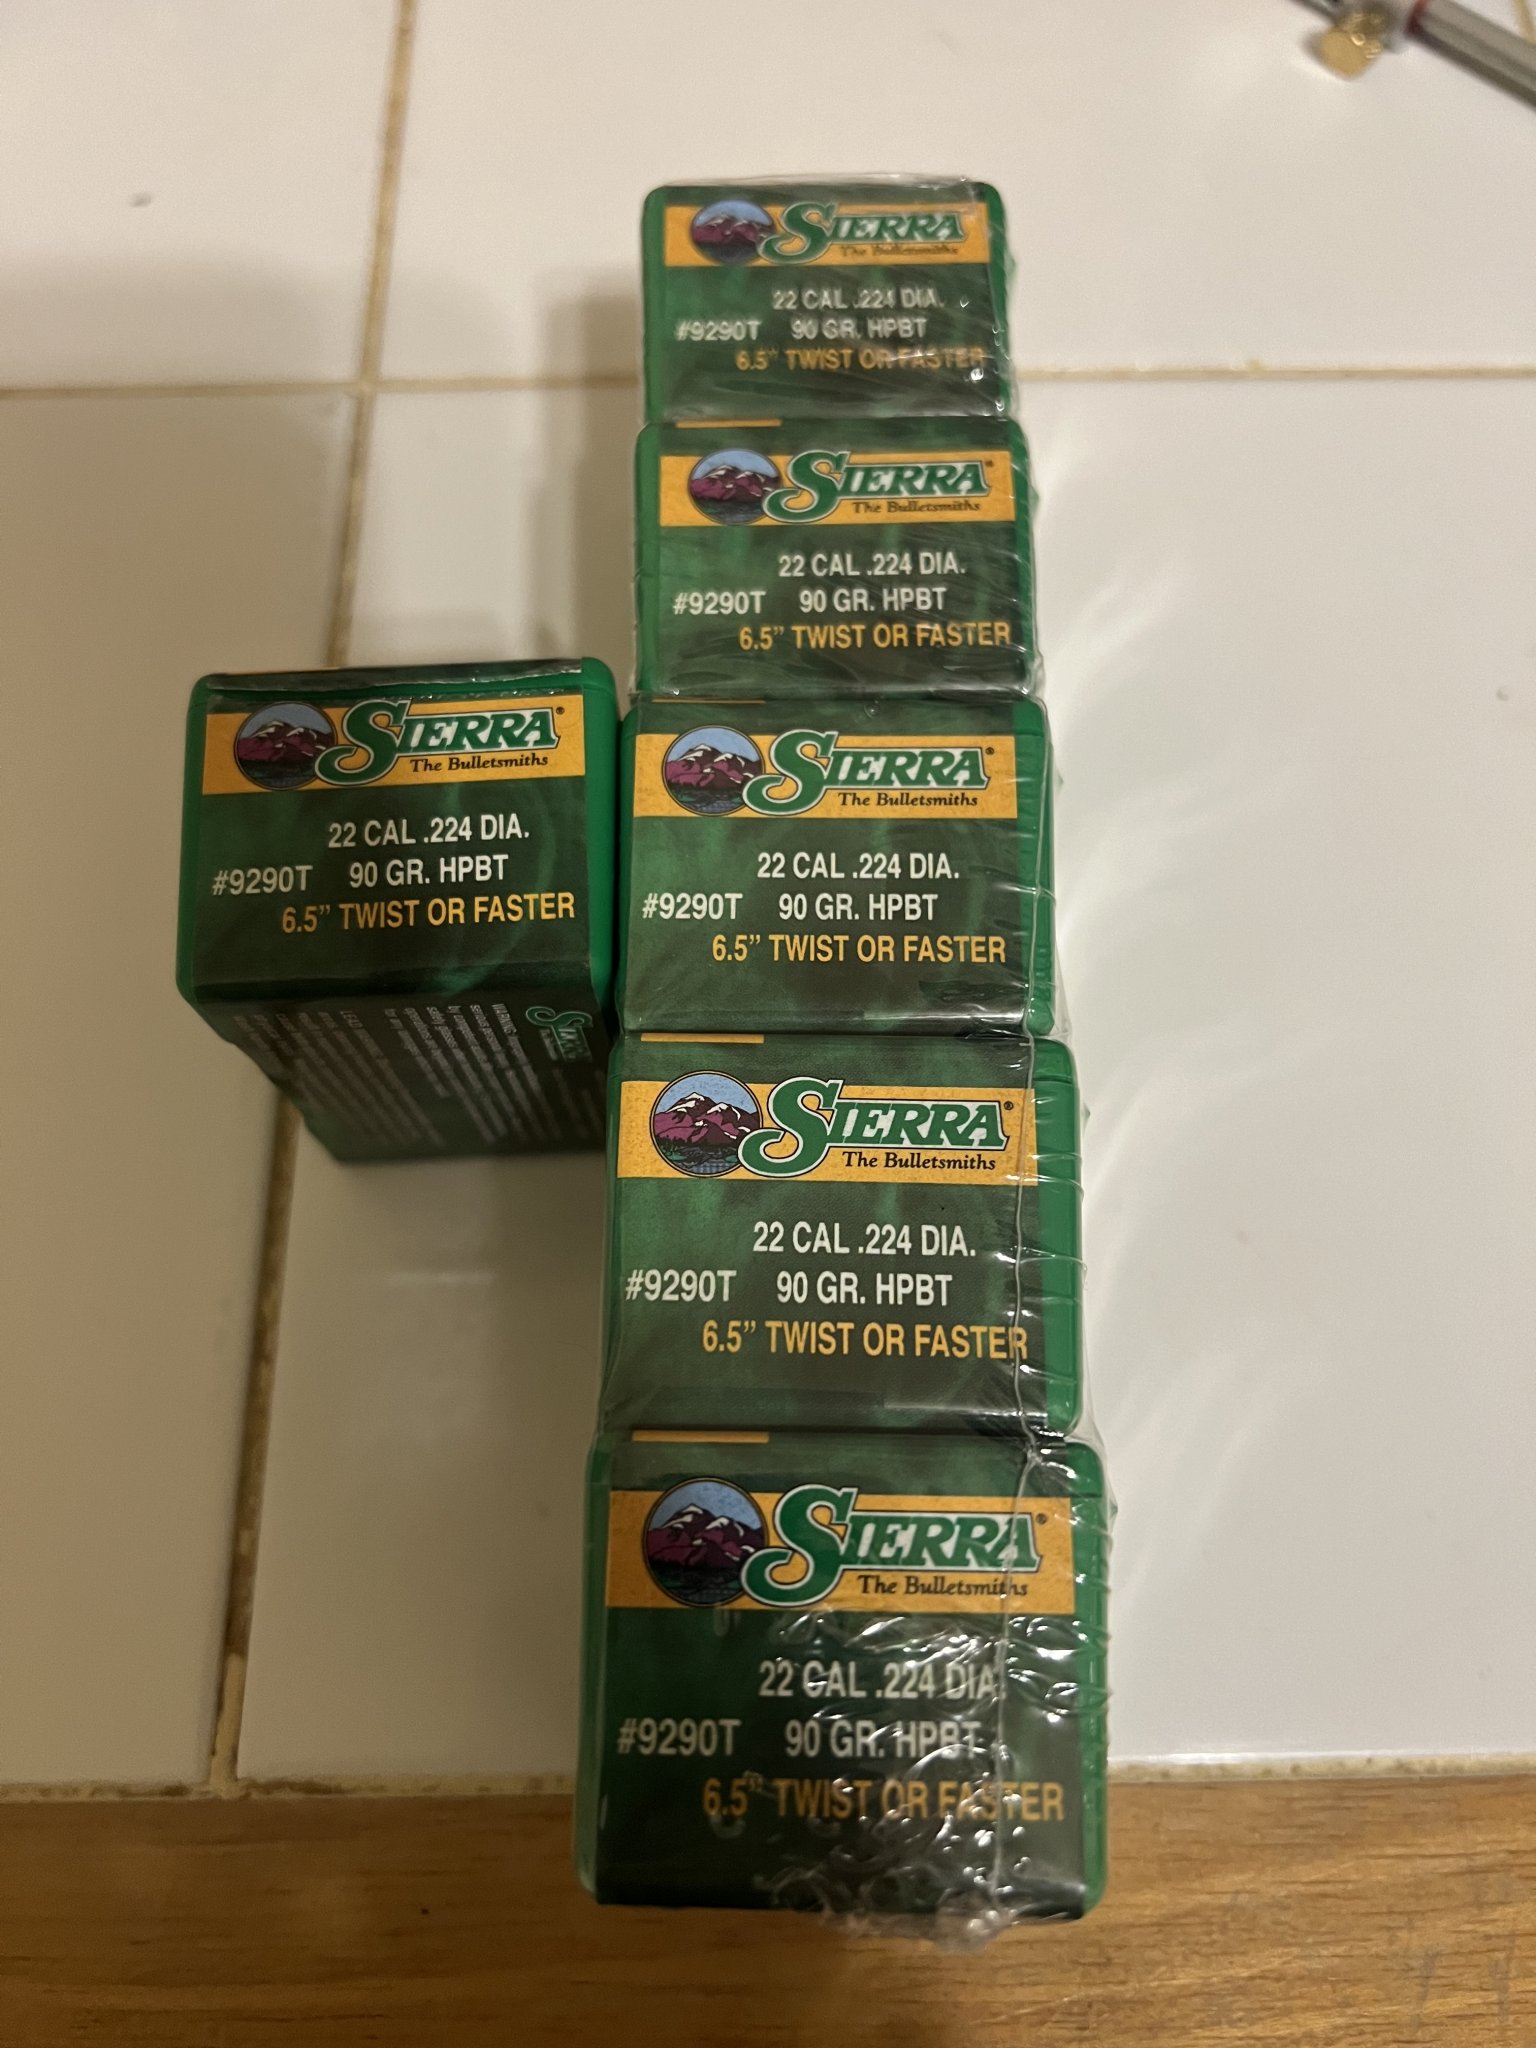 SIERRA
The Bulletsmiths
22 CAL .224 DIA.
#9290T 90 GR. HPBT
6.5" TWIST OR FASTER
SIERRA®
The Bulletsmiths
22 CAL .224 DIA.
#9290T 90 GR. HPBT
6.5" TWIST OR FASTER
SIERRA®
The Bulletsmiths
22 CAL .224 DIA.
#9290T 90 GR. HPBT
6.5" TWIST OR FASTER
SIERRA
WARNING
LEAD
SIERRA®
The Bulletsmiths
22 CAL .224 DIA.
#9290T 90 GR. HPBT
6.5" TWIST OR FASTER
SIERRA®
The Bulletsmiths
22 CAL .224 DIA.
#9290T 90 GR. HPBT
6.5" TWIST OR FASTER
SIERRA®
The Bulletsmiths
22 CAL .224 DIA.
#9290T 90 GR. HPBT
6.5" TWIST OR FASTER